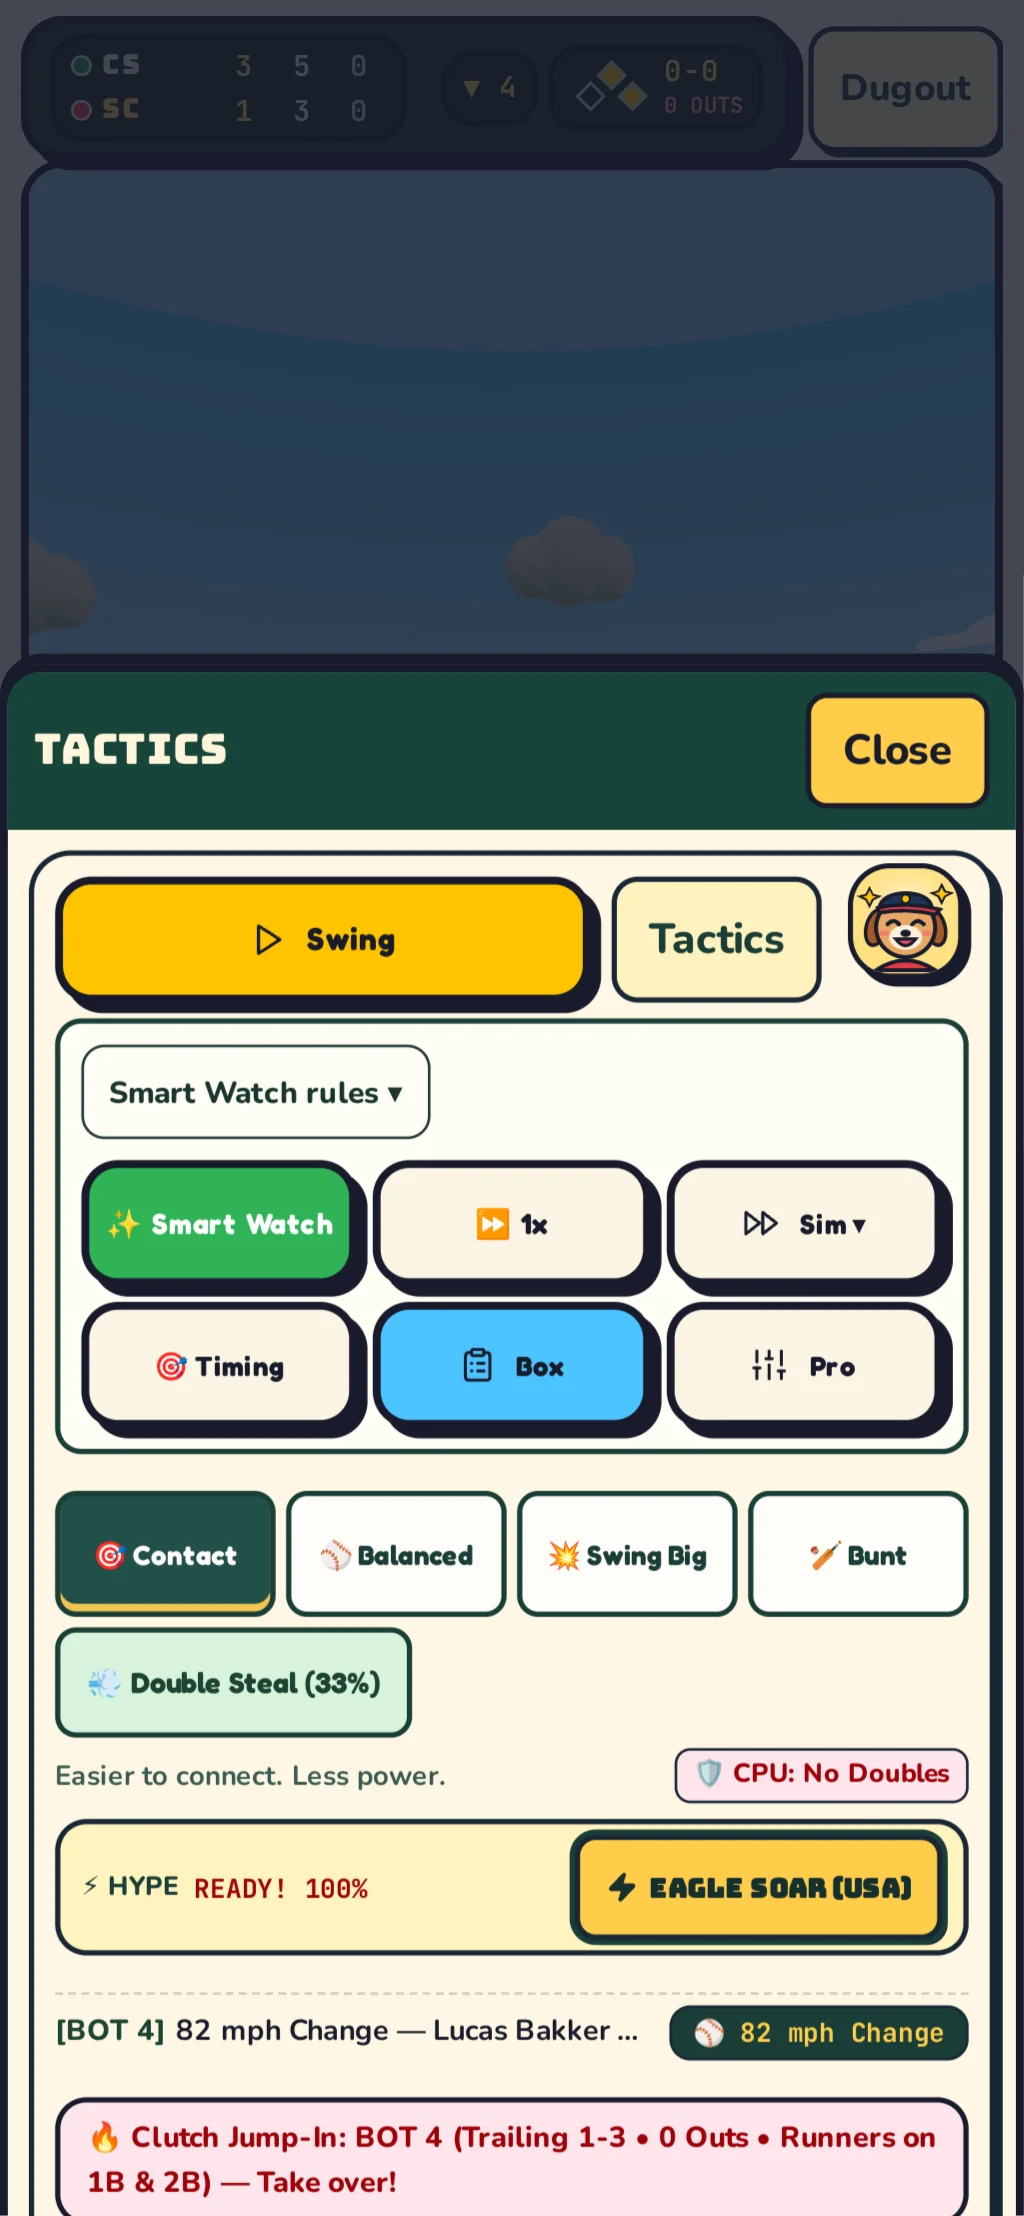 CS 3 5 0
SC 1 3 0
▼ 4
0-0
0 OUTS
Dugout
TACTICS
Close
Swing
Tactics
Smart Watch rules ▾
✨ Smart Watch
⏩ 1x
Sim ▾
🎯 Timing
Box
Pro
🎯 Contact
⚾ Balanced
💥 Swing Big
🏏 Bunt
💨 Double Steal (33%)
Easier to connect. Less power.
🛡️ CPU: No Doubles
⚡ HYPE READY! 100%
EAGLE SOAR (USA)
[BOT 4] 82 mph Change — Lucas Bakker ...
⚾ 82 mph Change
🔥 Clutch Jump-In: BOT 4 (Trailing 1-3 • 0 Outs • Runners on
1B & 2B) — Take over!